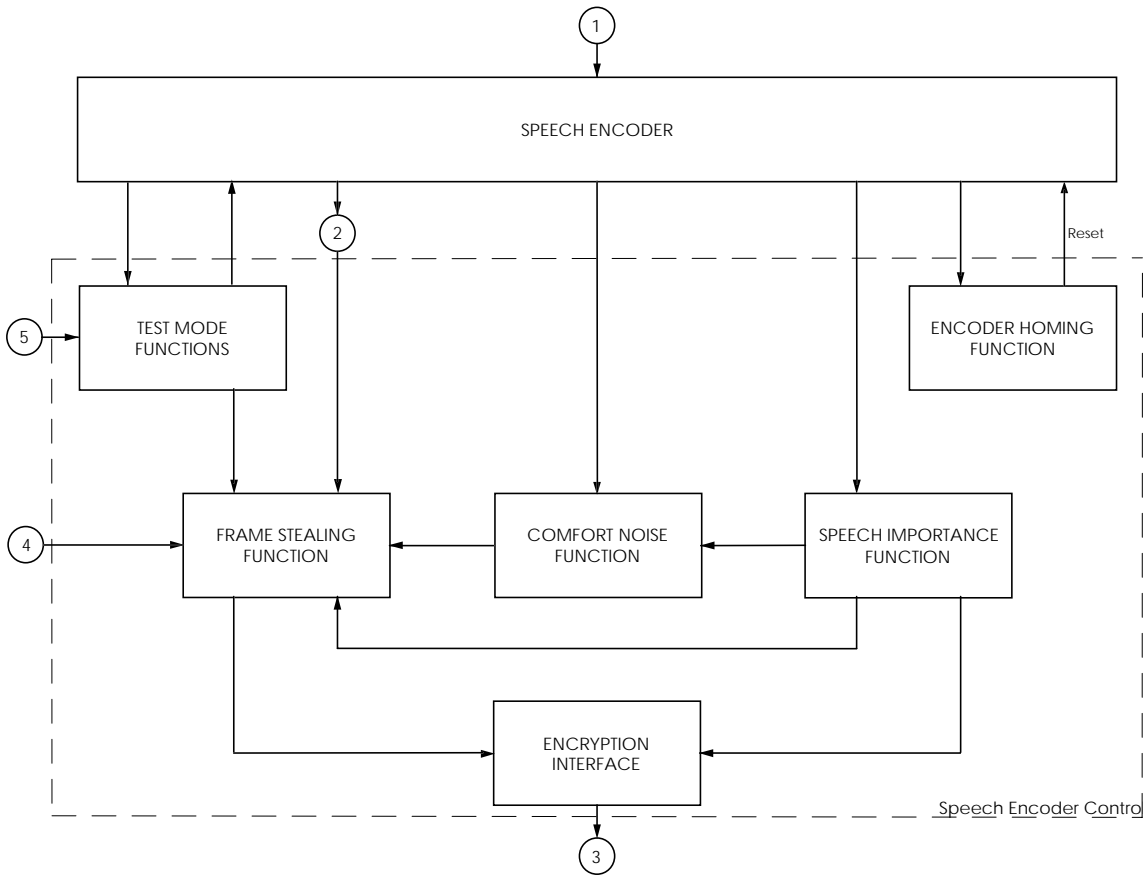 1
SPEECH ENCODER
2
Reset
TEST MODE
FUNCTIONS
ENCODER HOMING
FUNCTION
5
FRAME STEALING
FUNCTION
COMFORT NOISE
FUNCTION
SPEECH IMPORTANCE
FUNCTION
4
ENCRYPTION
INTERFACE
Speech Encoder Contro
3